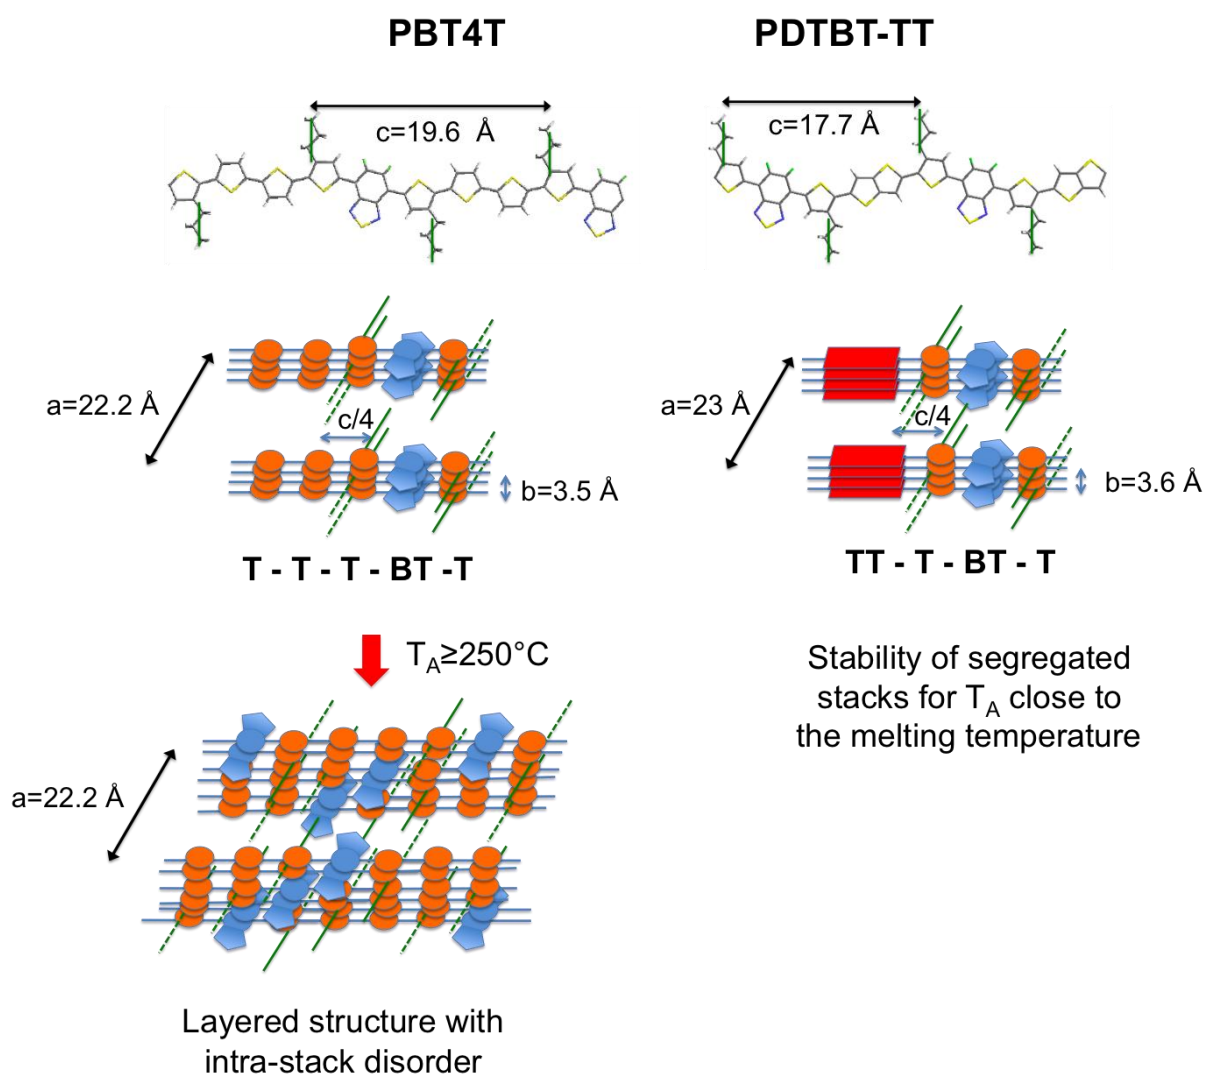 PBT4T
PDTBT-TT
c=19.6 Å
c=17.7 Å
a=22.2 Å
c/4
b=3.5 Å
T - T - T - BT -T
a=23 Å
c/4
b=3.6 Å
TT - T - BT - T
TA≥250°C
Stability of segregated
stacks for TA close to
the melting temperature
a=22.2 Å
Layered structure with
intra-stack disorder